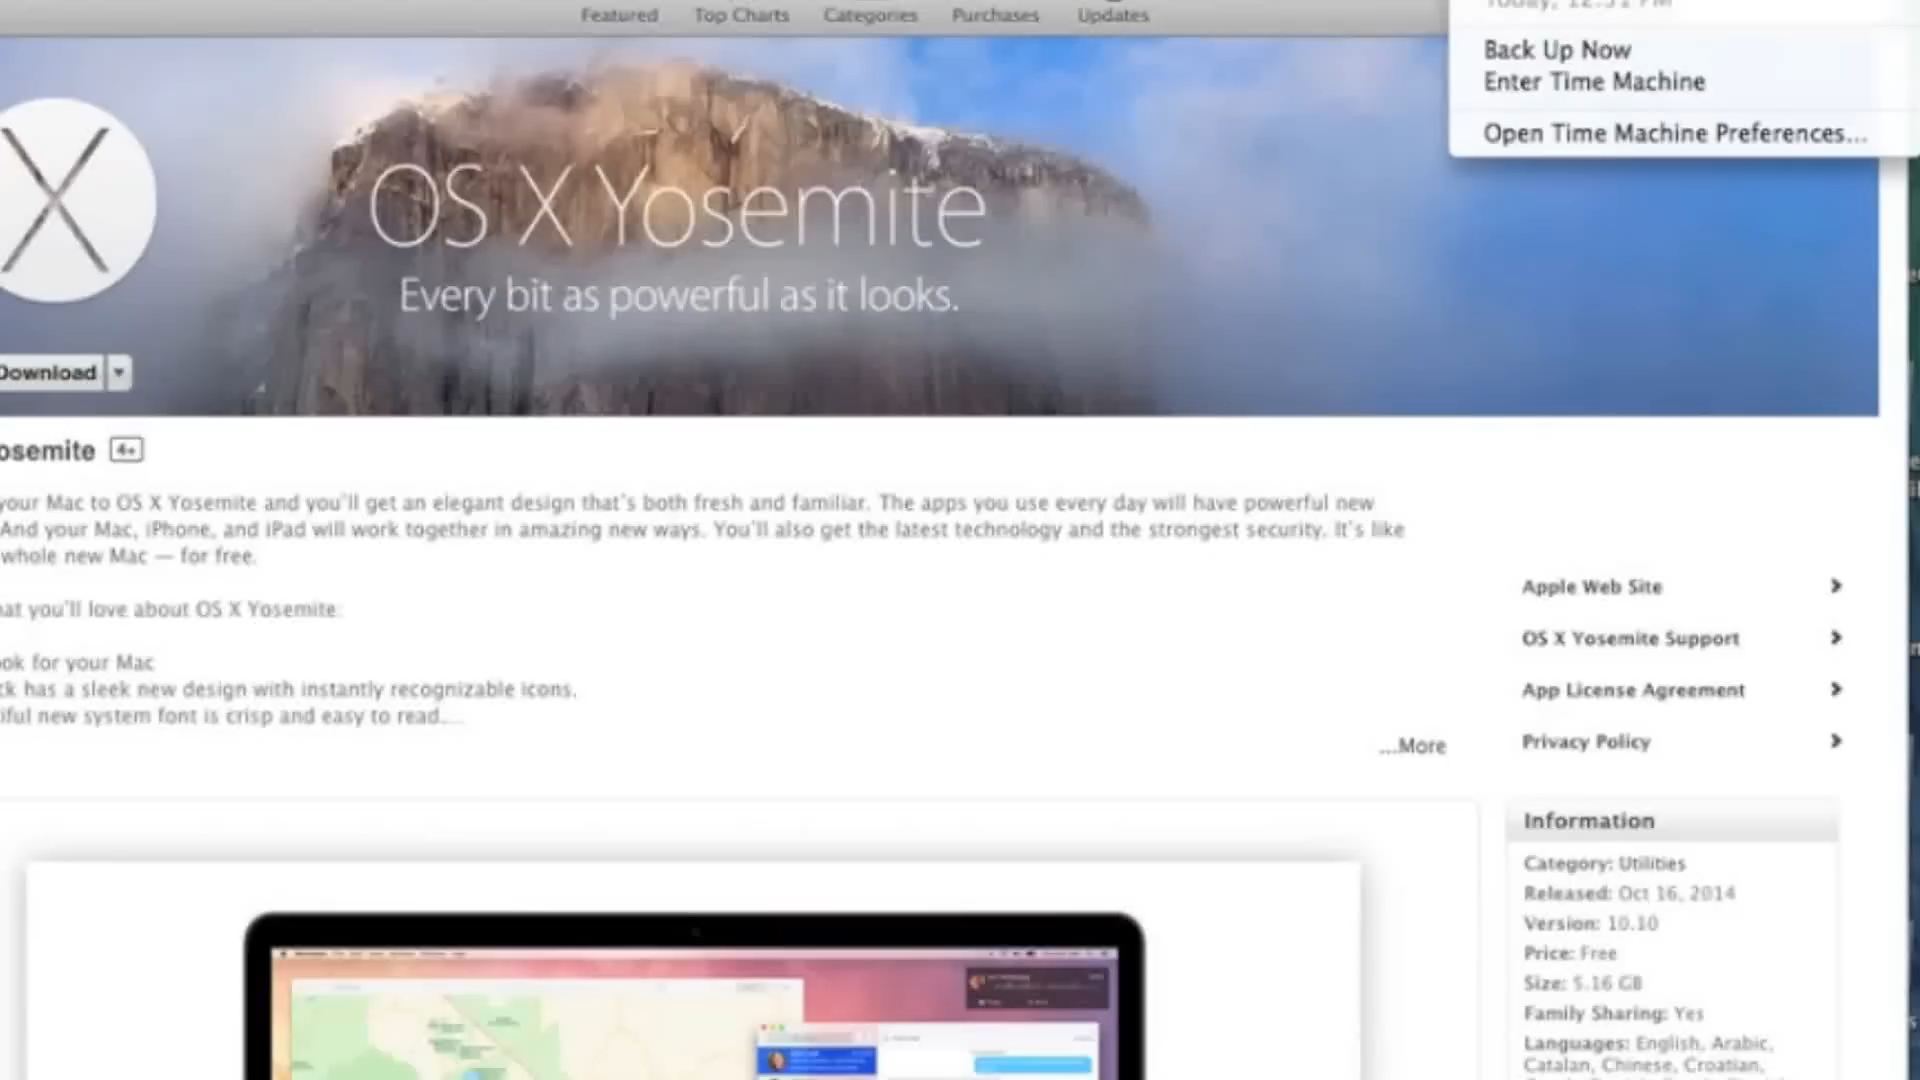 Featured Top Charts Categories Purchases Updates
Today, 12:51 PM
Back Up Now
Enter Time Machine
Open Time Machine Preferences...
OS X Yosemite
Every bit as powerful as it looks.
Download
osemite 4+
your Mac to OS X Yosemite and you'll get an elegant design that's both fresh and familiar. The apps you use every day will have powerful new
And your Mac, iPhone, and iPad will work together in amazing new ways. You'll also get the latest technology and the strongest security. It's like
whole new Mac — for free.
hat you'll love about OS X Yosemite:
ook for your Mac
ck has a sleek new design with instantly recognizable icons.
iful new system font is crisp and easy to read....
...More
Apple Web Site
OS X Yosemite Support
App License Agreement
Privacy Policy
Information
Category: Utilities
Released: Oct 16, 2014
Version: 10.10
Price: Free
Size: 5.16 GB
Family Sharing: Yes
Languages: English, Arabic,
Catalan, Chinese, Croatian,